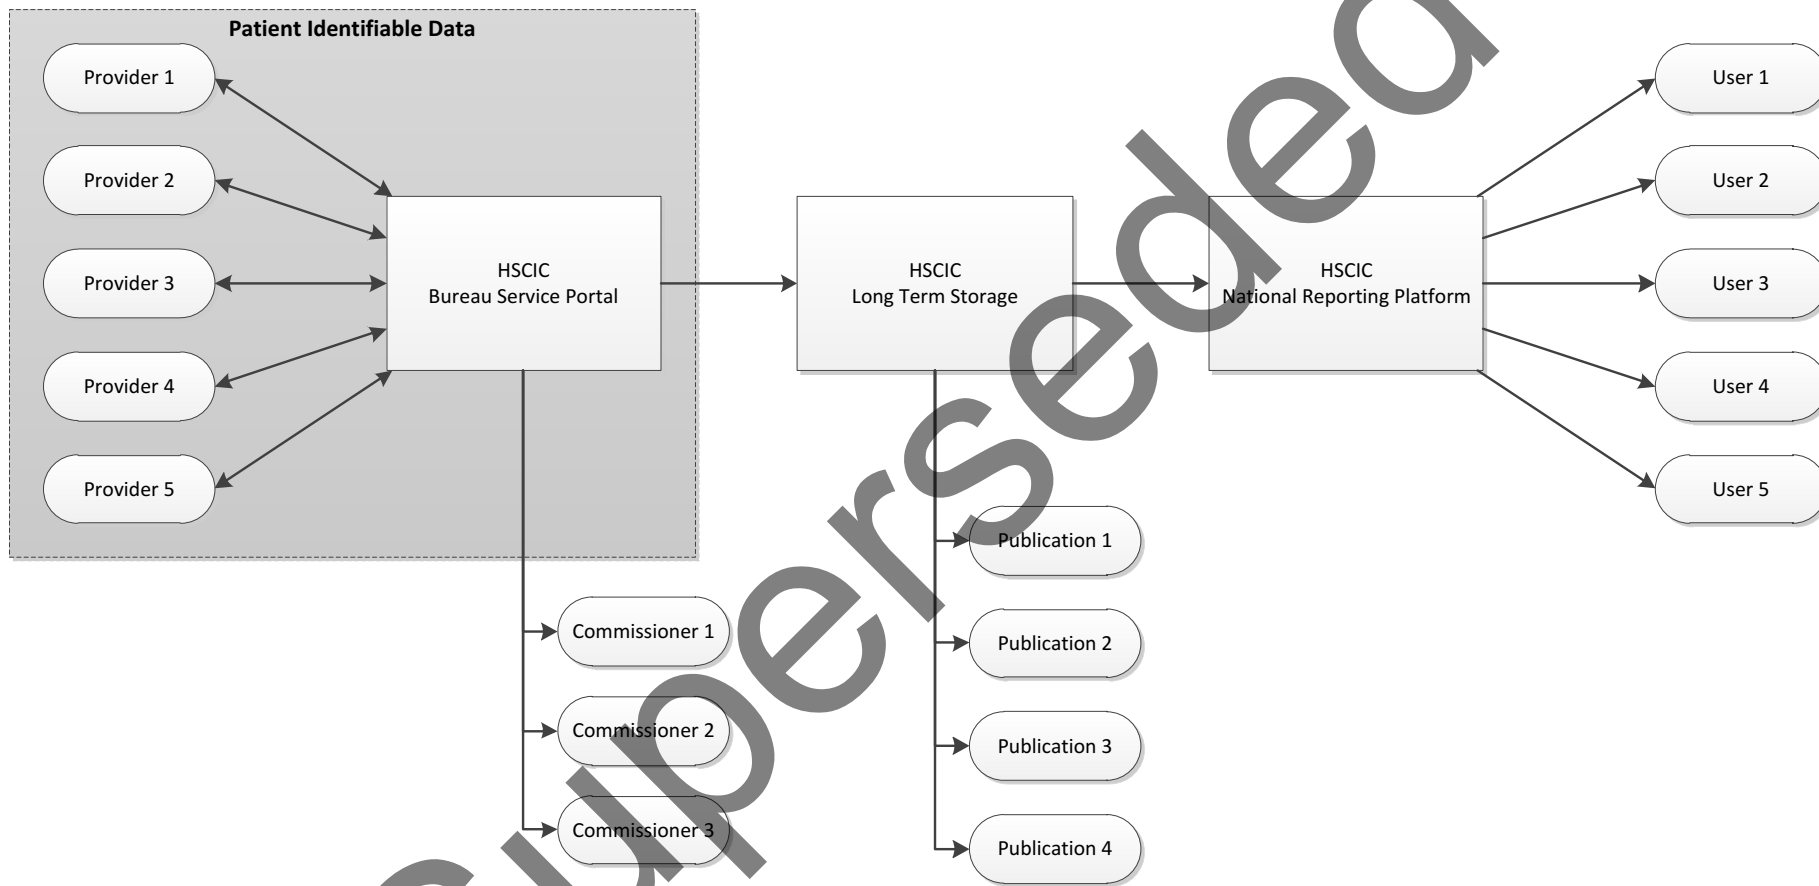 Patient Identifiable Data
Provider 1
Provider 2
Provider 3
Provider 4
Provider 5
HSCIC
Bureau Service Portal
HSCIC
Long Term Storage
HSCIC
National Reporting Platform
User 1
User 2
User 3
User 4
User 5
Commissioner 1
Commissioner 2
Commissioner 3
Publication 1
Publication 2
Publication 3
Publication 4
Superseded